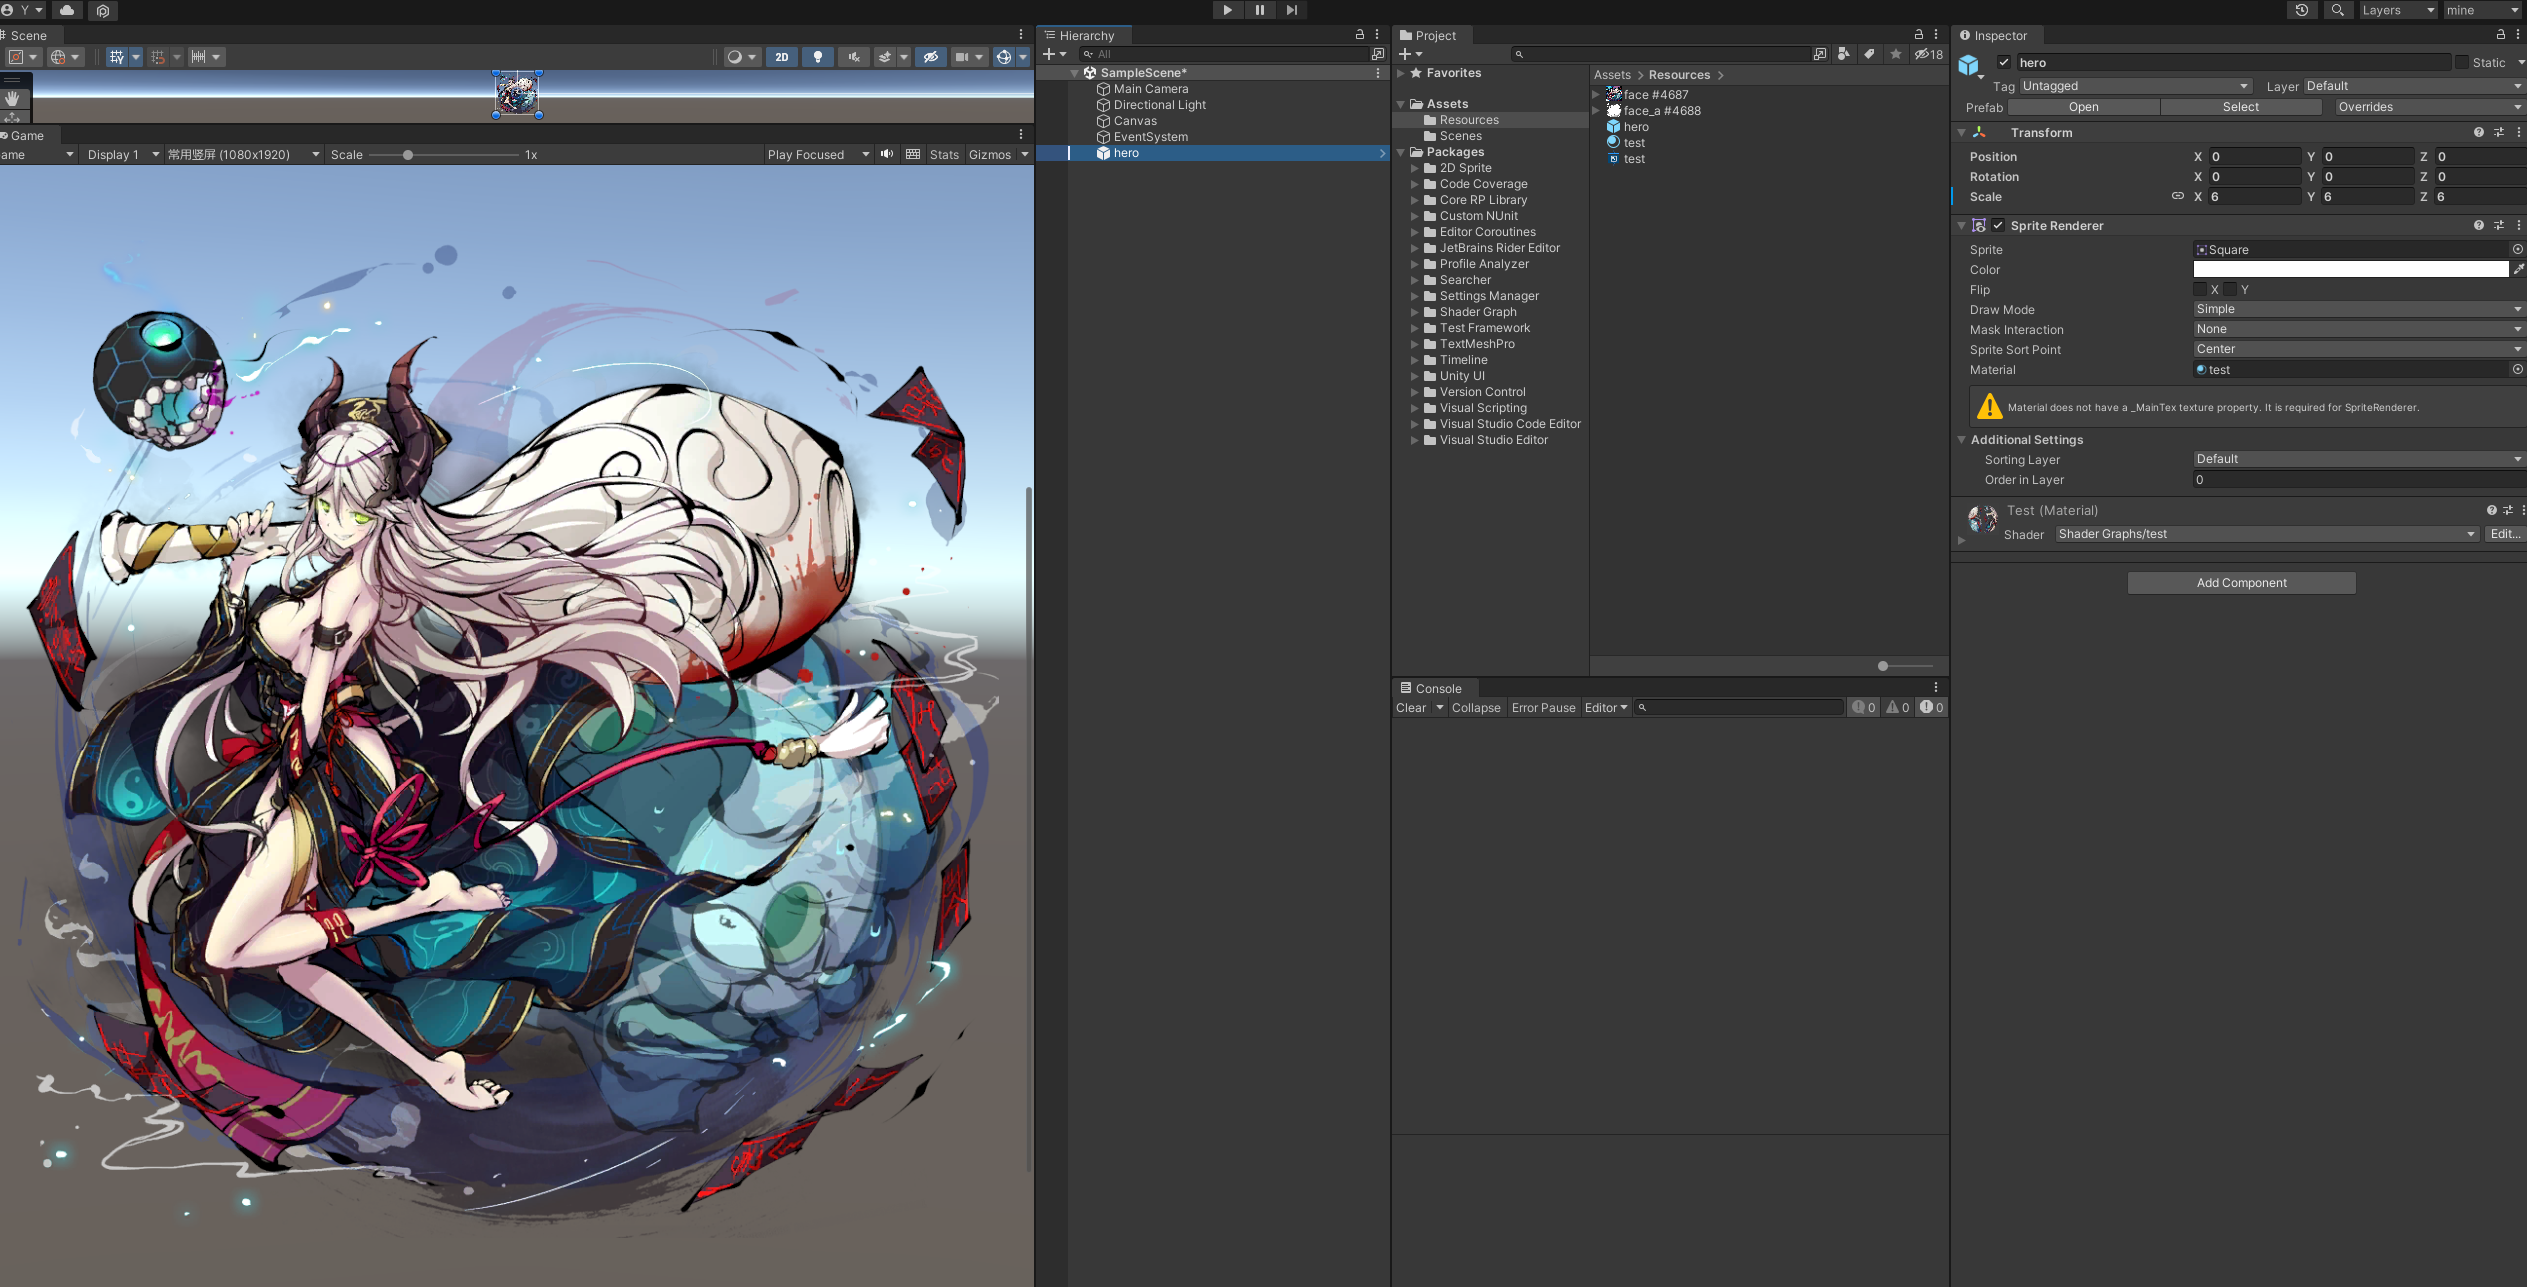 Y
Layers
mine
Scene
2D
Game
ame
Display 1
常用竖屏 (1080x1920)
Scale
1x
Play Focused
Stats
Gizmos
Hierarchy
All
SampleScene*
Main Camera
Directional Light
Canvas
EventSystem
hero
Project
18
Favorites
Assets
Resources
Scenes
Packages
2D Sprite
Code Coverage
Core RP Library
Custom NUnit
Editor Coroutines
JetBrains Rider Editor
Profile Analyzer
Searcher
Settings Manager
Shader Graph
Test Framework
TextMeshPro
Timeline
Unity UI
Version Control
Visual Scripting
Visual Studio Code Editor
Visual Studio Editor
Assets
Resources
face #4687
face_a #4688
hero
test
test
Console
Clear
Collapse
Error Pause
Editor
0
0
0
Inspector
hero
Static
Tag Untagged
Layer Default
Prefab
Open
Select
Overrides
Transform
Position X 0 Y 0 Z 0
Rotation X 0 Y 0 Z 0
Scale X 6 Y 6 Z 6
Sprite Renderer
Sprite
Square
Color
Flip
X Y
Draw Mode
Simple
Mask Interaction
None
Sprite Sort Point
Center
Material
test
Material does not have a _MainTex texture property. It is required for SpriteRenderer.
Additional Settings
Sorting Layer
Default
Order in Layer
0
Test (Material)
Shader
Shader Graphs/test
Edit...
Add Component